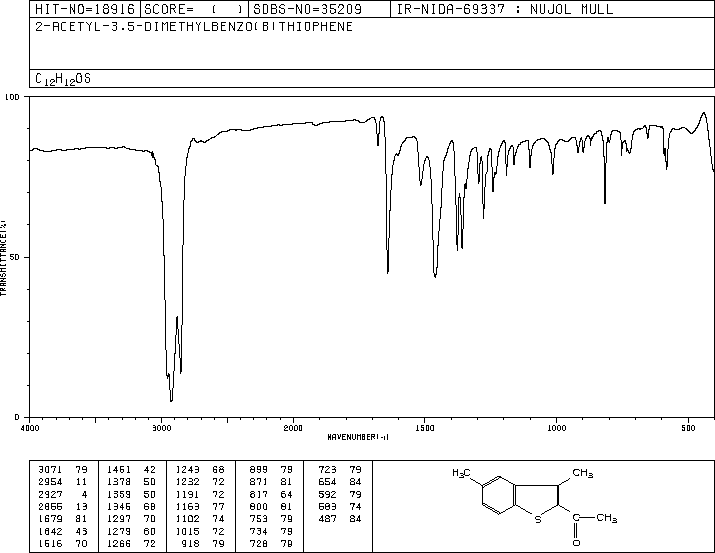 HIT-NO=18916 SCORE= ( ) SDBS-NO=35209 IR-NIDA-69337 : NUJOL MULL
2-ACETYL-3,5-DIMETHYLBENZO(B)THIOPHENE
C12H12OS
100
50
0
TRANSMITTANCE(%)
4000 3000 2000 1500 1000 500
WAVENUMBER(-1)
3071 79 1461 42 1243 68 899 79 723 79
2954 11 1378 50 1232 72 871 81 654 84
2927 4 1359 50 1191 72 817 64 592 79
2855 13 1346 68 1163 77 800 81 583 74
1679 81 1297 70 1102 74 753 79 487 84
1642 43 1279 60 1015 72 734 79
1516 70 1266 72 918 79 728 79
H3C CH3
S C CH3
O